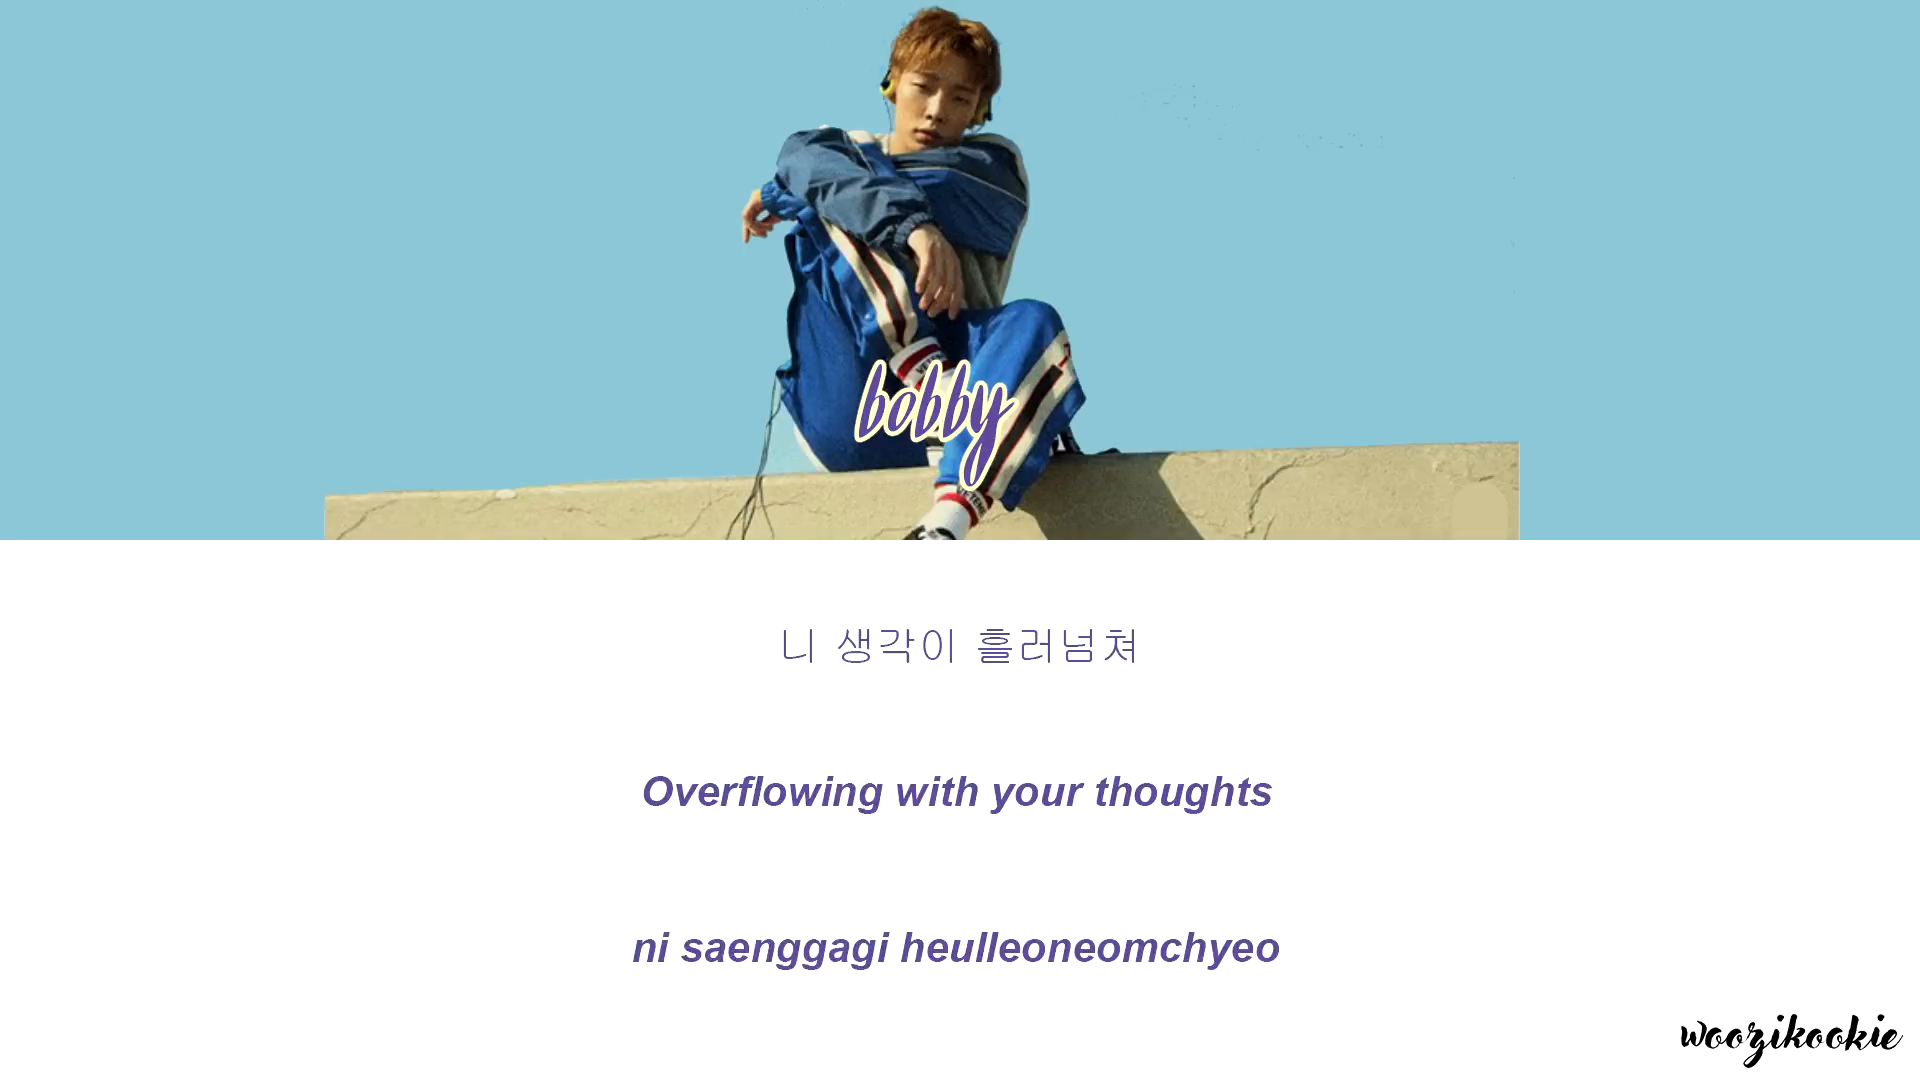 bobby
니 생각이 흘러넘쳐
Overflowing with your thoughts
ni saenggagi heulleoneomchyeo
woozikookie